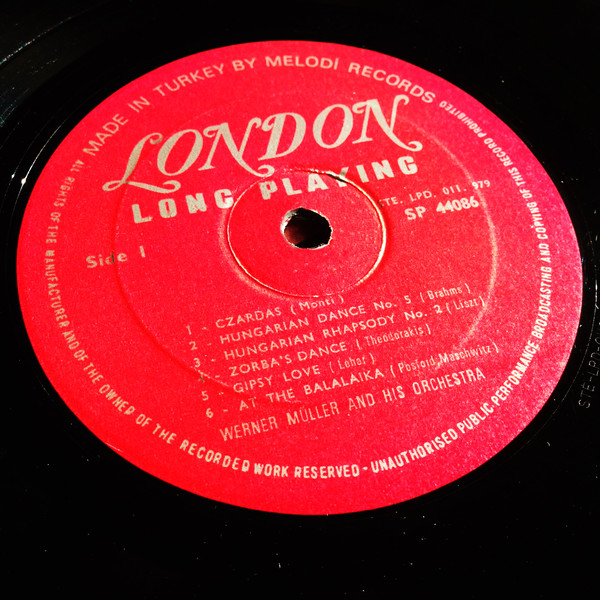 MADE IN TURKEY BY MELODİ RECORDS
LONDON
LONG PLAYING
STE. LPD. 011. 979
SP 44086
Side 1
1 - CZARDAS (Monti)
2 - HUNGARIAN DANCE No. 5 (Brahms)
3 - HUNGARIAN RHAPSODY No. 2 (Liszt)
4 - ZORBA'S DANCE (Theodorakis)
5 - GIPSY LOVE (Lehar)
6 - AT THE BALALAIKA (Posford Maschwitz)
WERNER MÜLLER AND HIS ORCHESTRA
ALL RIGHTS OF THE MANUFACTURER AND OF THE OWNER OF THE RECORDED WORK RESERVED - UNAUTHORISED PUBLIC PERFORMANCE BROADCASTING AND COPYING OF THIS RECORD PROHIBITED